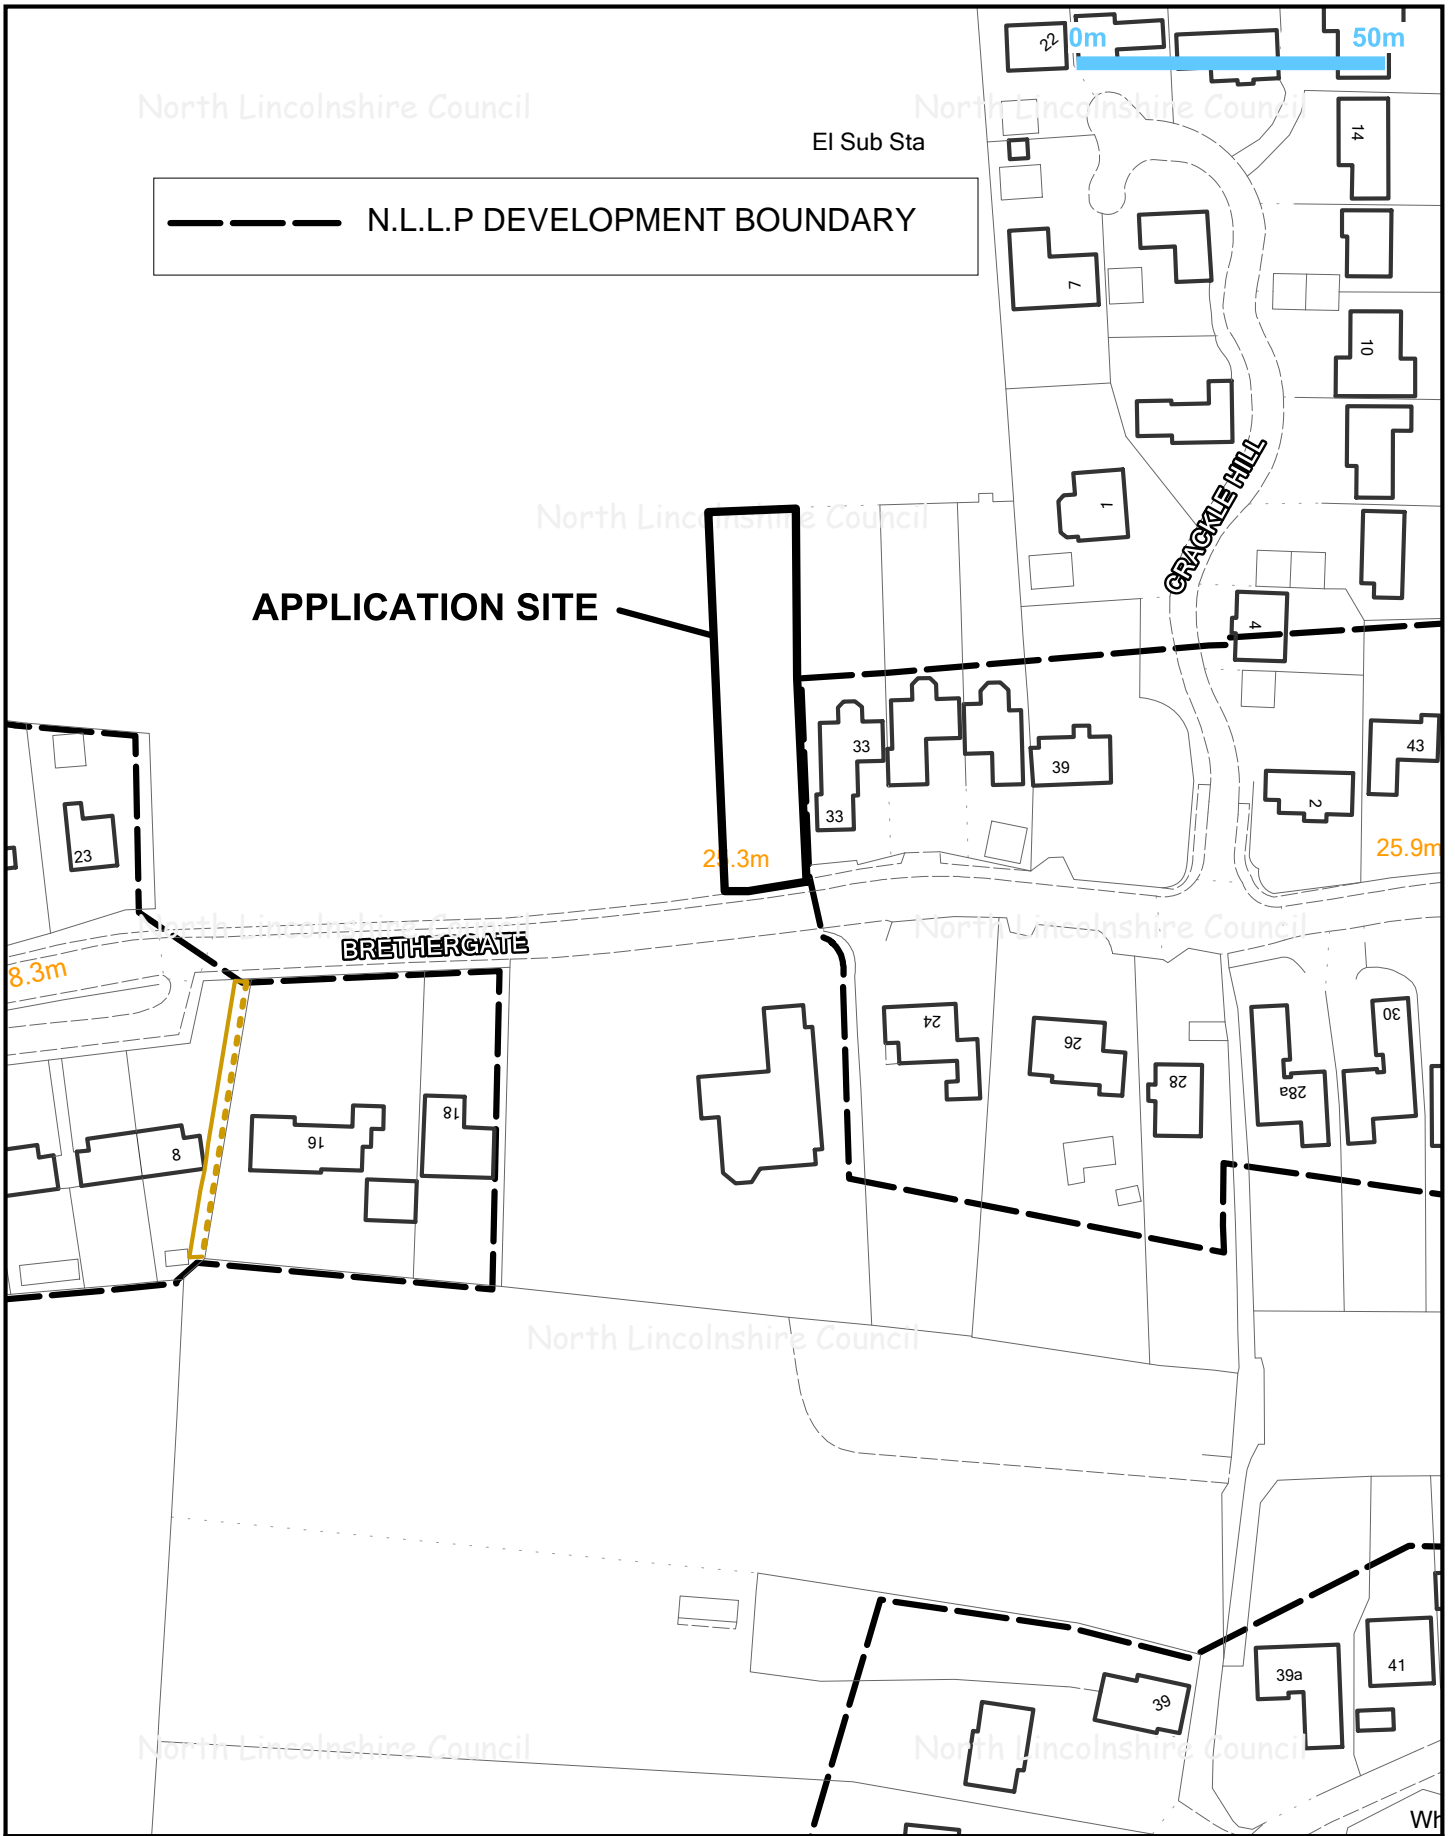 22
0m
50m
North Lincolnshire Council
North Lincolnshire Council
14
El Sub Sta
N.L.L.P DEVELOPMENT BOUNDARY
7
10
CRACKLE HILL
1
North Lincolnshire Council
APPLICATION SITE
4
33
39
43
2
33
23
25.3m
25.9m
North Lincolnshire Council
North Lincolnshire Council
BRETHERGATE
8.3m
24
26
30
28
28a
18
16
8
North Lincolnshire Council
39
39a
41
North Lincolnshire Council
North Lincolnshire Council